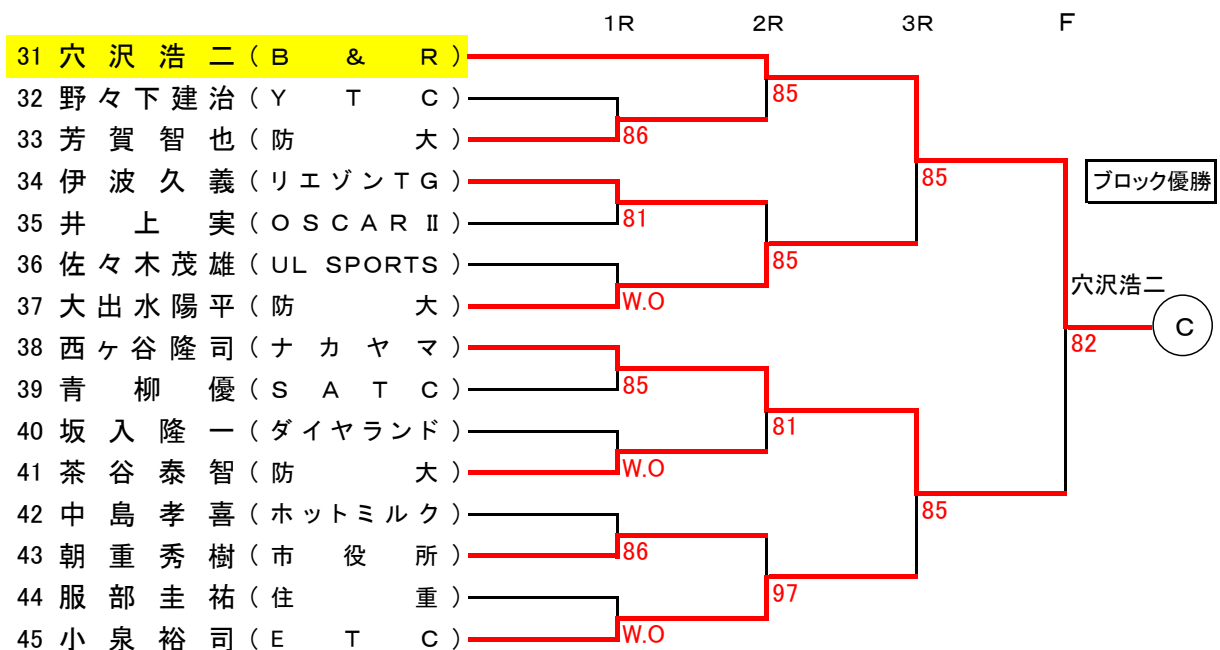 1R 2R 3R F
31 穴沢浩二(B & R)
32 野々下建治(YTC)
85
33 芳賀智也(防大)
86
34 伊波久義(リエゾンTG)
85
ブロック優勝
35 井上実(OSCARⅡ)
81
36 佐々木茂雄(UL SPORTS)
85
37 大出水陽平(防大)
W.O
穴沢浩二
C
38 西ヶ谷隆司(ナカヤマ)
82
39 青柳優(SATC)
85
40 坂入隆一(ダイヤランド)
81
41 茶谷泰智(防大)
W.O
42 中島孝喜(ホットミルク)
85
43 朝重秀樹(市役所)
86
44 服部圭祐(住重)
97
45 小泉裕司(ETC)
W.O